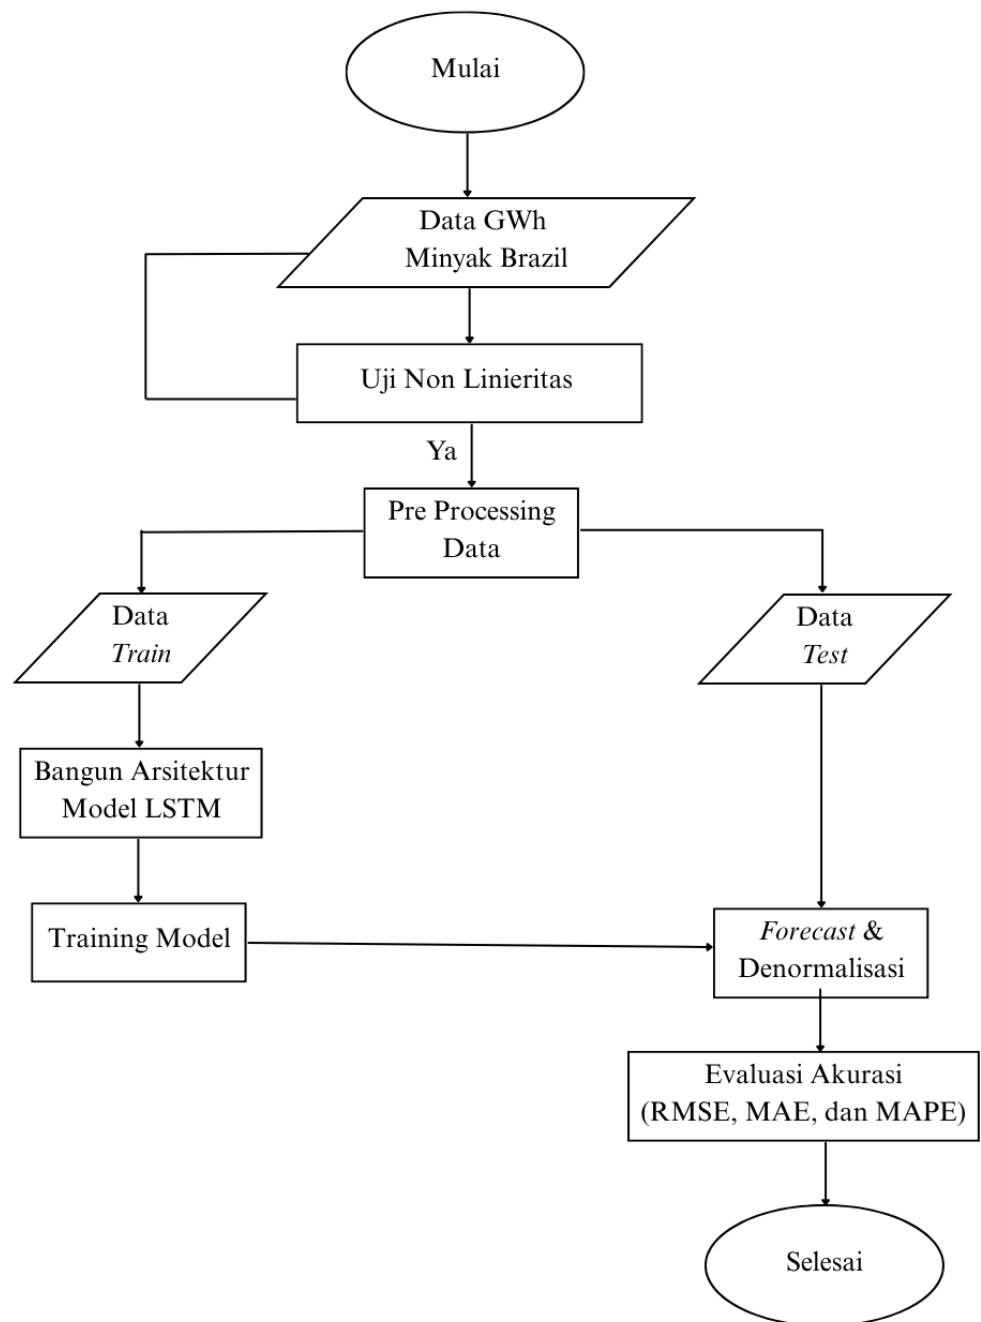 Mulai
Data GWh
Minyak Brazil
Uji Non Linieritas
Ya
Pre Processing
Data
Data
Train
Data
Test
Bangun Arsitektur
Model LSTM
Training Model
Forecast &
Denormalisasi
Evaluasi Akurasi
(RMSE, MAE, dan MAPE)
Selesai